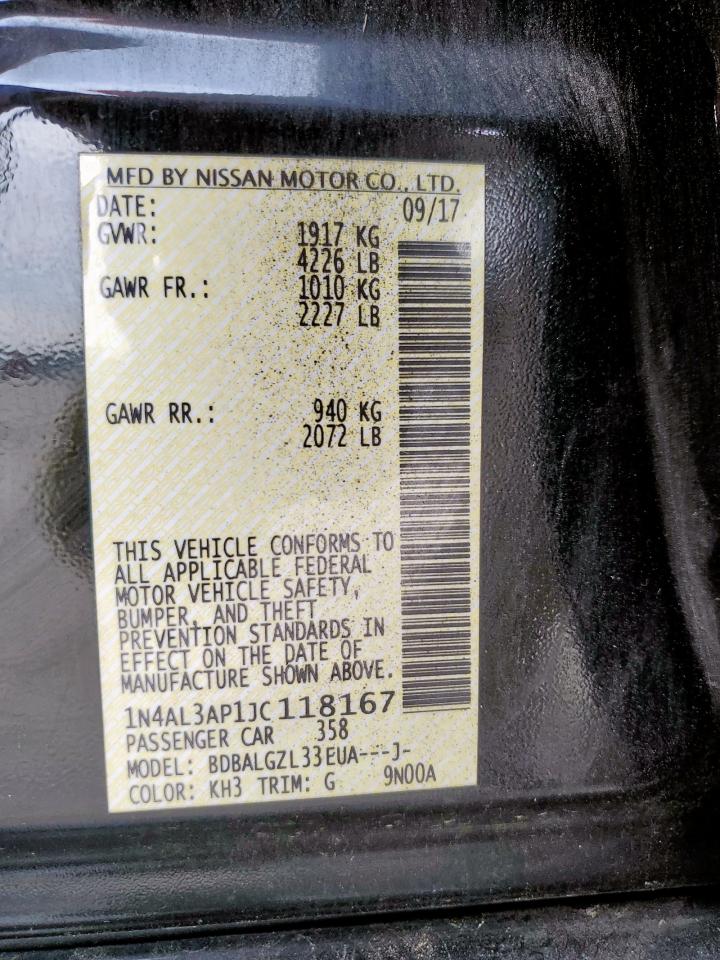 MFD BY NISSAN MOTOR CO., LTD.
DATE: 09/17
GVWR: 1917 KG
4226 LB
GAWR FR.: 1010 KG
2227 LB
GAWR RR.: 940 KG
2072 LB
THIS VEHICLE CONFORMS TO
ALL APPLICABLE FEDERAL
MOTOR VEHICLE SAFETY,
BUMPER, AND THEFT
PREVENTION STANDARDS IN
EFFECT ON THE DATE OF
MANUFACTURE SHOWN ABOVE.
1N4AL3AP1JC118167
PASSENGER CAR 358
MODEL: BDBALGZL33EUA---J-
COLOR: KH3 TRIM: G 9N00A